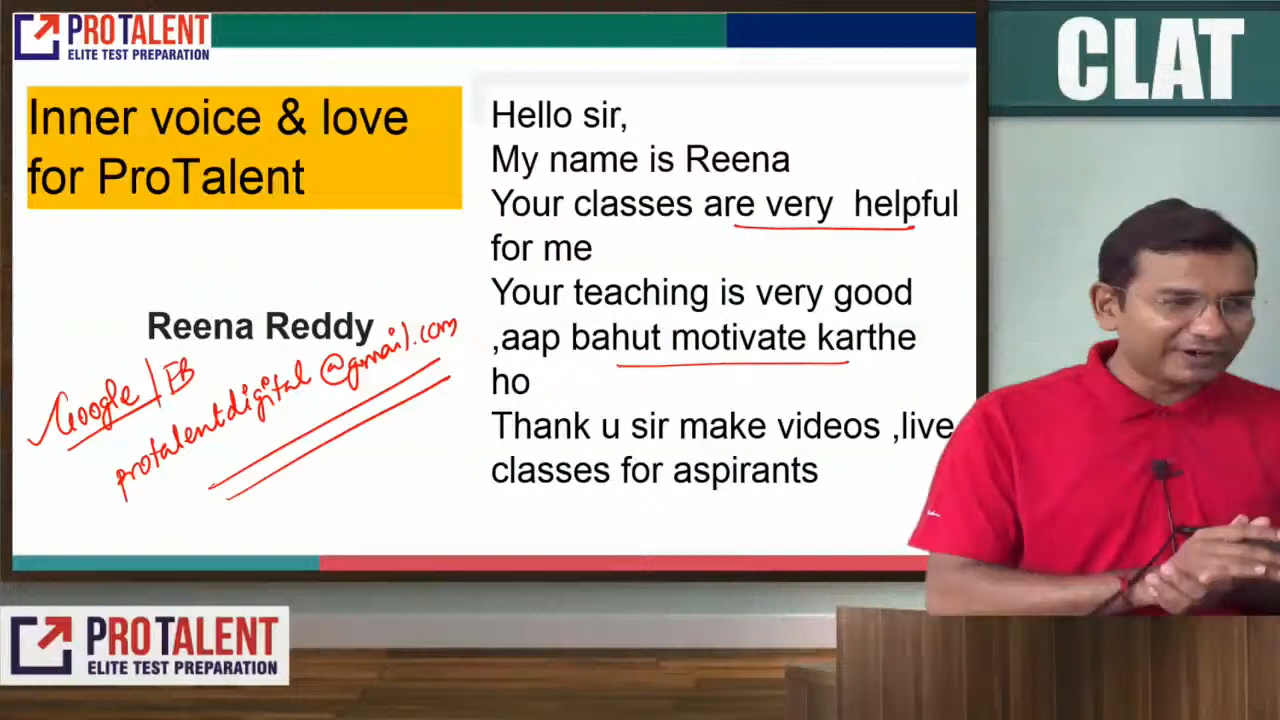 PROTALENT
ELITE TEST PREPARATION
CLAT
Inner voice & love
for ProTalent
Hello sir,
My name is Reena
Your classes are very  helpful
for me
Your teaching is very good
,aap bahut motivate karthe
ho
Thank u sir make videos ,live
classes for aspirants
Reena Reddy
Google / FB
protalentdigital @gmail.com
PROTALENT
ELITE TEST PREPARATION